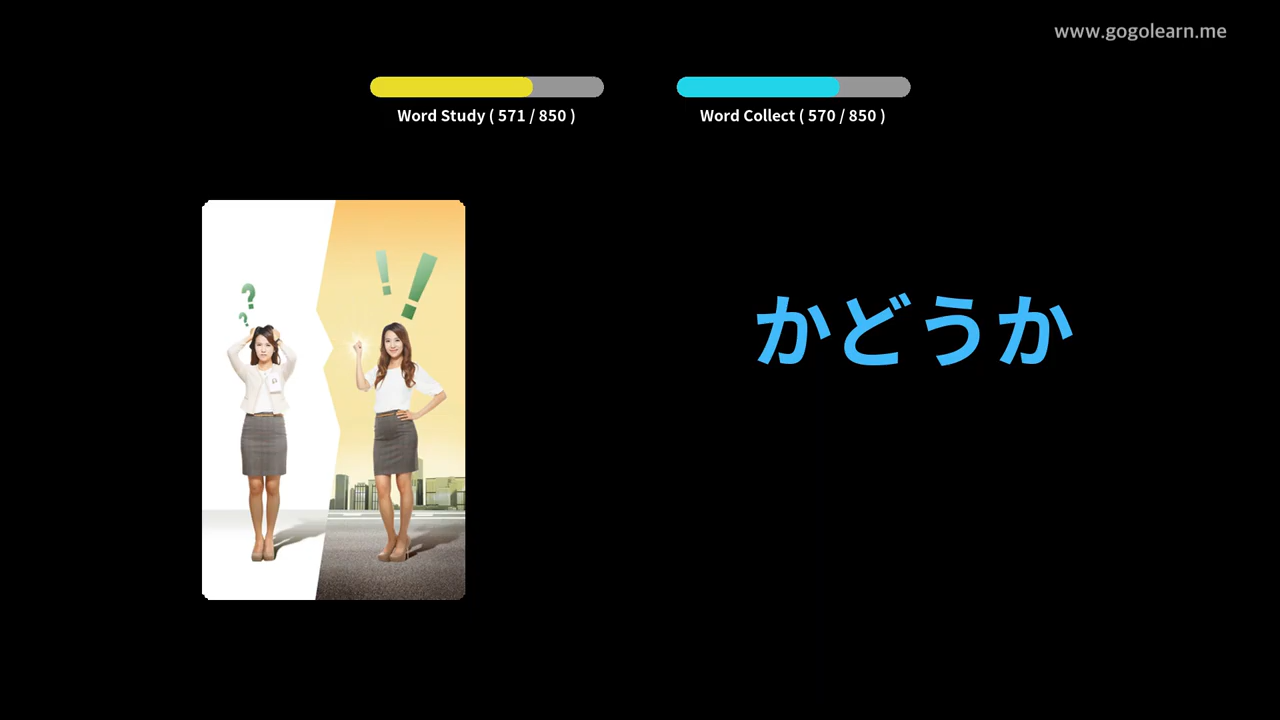 www.gogolearn.me
Word Study ( 571 / 850 )
Word Collect ( 570 / 850 )
? ? ! !
かどうか